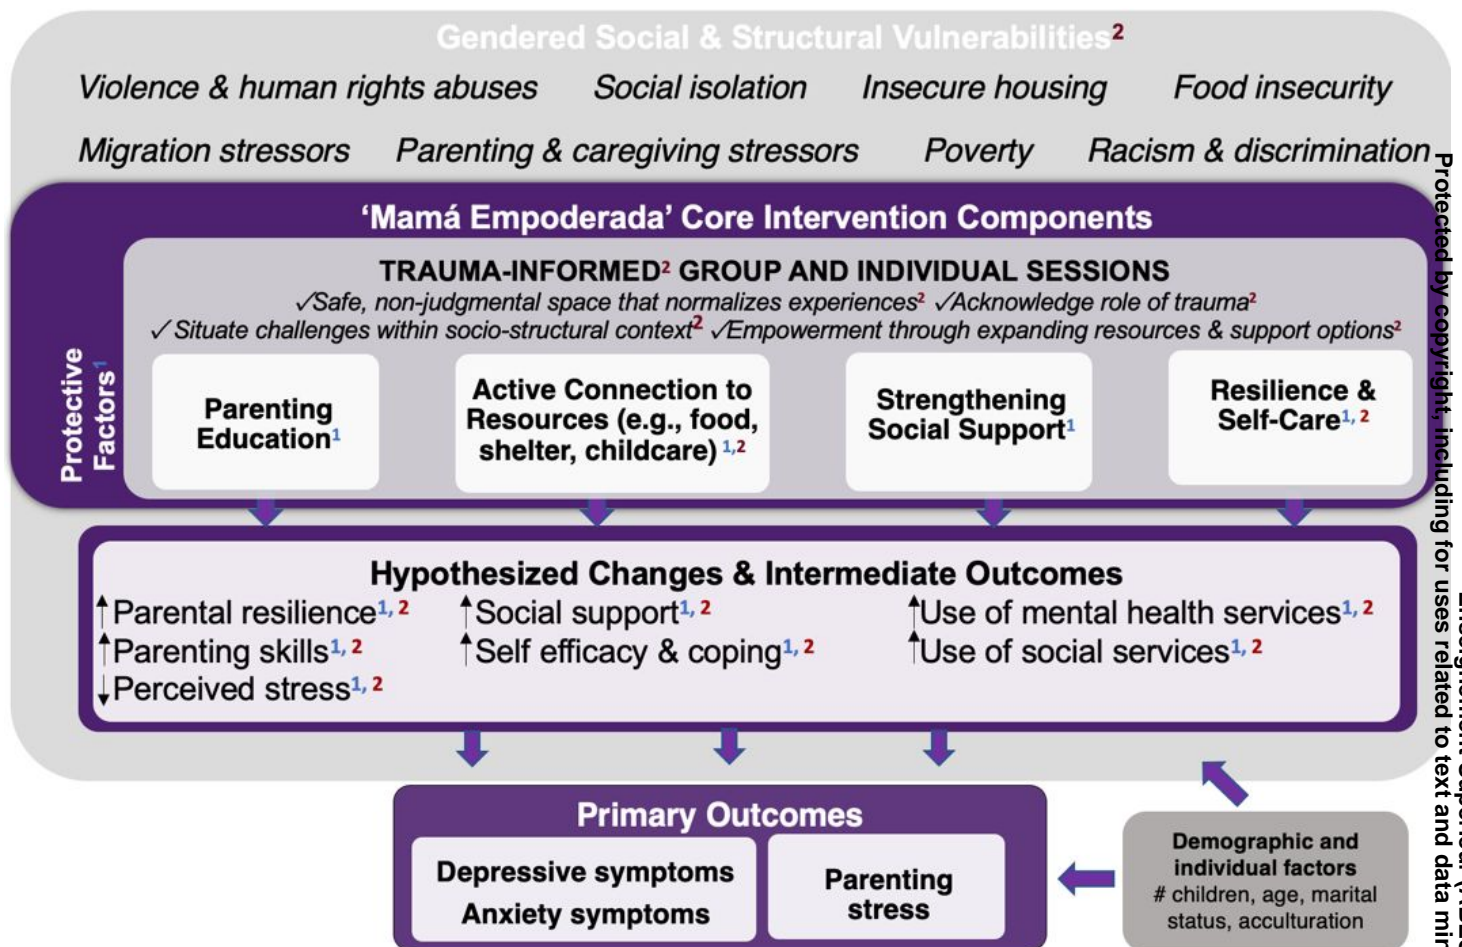 Gendered Social & Structural Vulnerabilities2
Violence & human rights abuses Social isolation Insecure housing Food insecurity
Migration stressors Parenting & caregiving stressors Poverty Racism & discrimination
‘Mamá Empoderada’ Core Intervention Components
Protective
Factors1
TRAUMA-INFORMED2 GROUP AND INDIVIDUAL SESSIONS
✓Safe, non-judgmental space that normalizes experiences2 ✓Acknowledge role of trauma2
✓ Situate challenges within socio-structural context2 ✓Empowerment through expanding resources & support options2
Parenting
Education1
Active Connection to
Resources (e.g., food,
shelter, childcare) 1,2
Strengthening
Social Support1
Resilience &
Self-Care1, 2
Hypothesized Changes & Intermediate Outcomes
↑Parental resilience1, 2 ↑Social support1, 2 ↑Use of mental health services1, 2
↑Parenting skills1, 2 ↑Self efficacy & coping1, 2 ↑Use of social services1, 2
↓Perceived stress1, 2
Primary Outcomes
Depressive symptoms
Anxiety symptoms
Parenting
stress
Demographic and
individual factors
# children, age, marital
status, acculturation
Protected by copyright, including for uses related to text and data